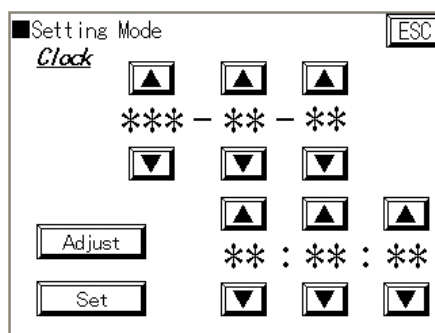 ■Setting Mode
ESC
Clock
▲ ▲ ▲
***-**-**
▼ ▼ ▼
▲ ▲ ▲
Adjust
**:**:**
Set
▼ ▼ ▼